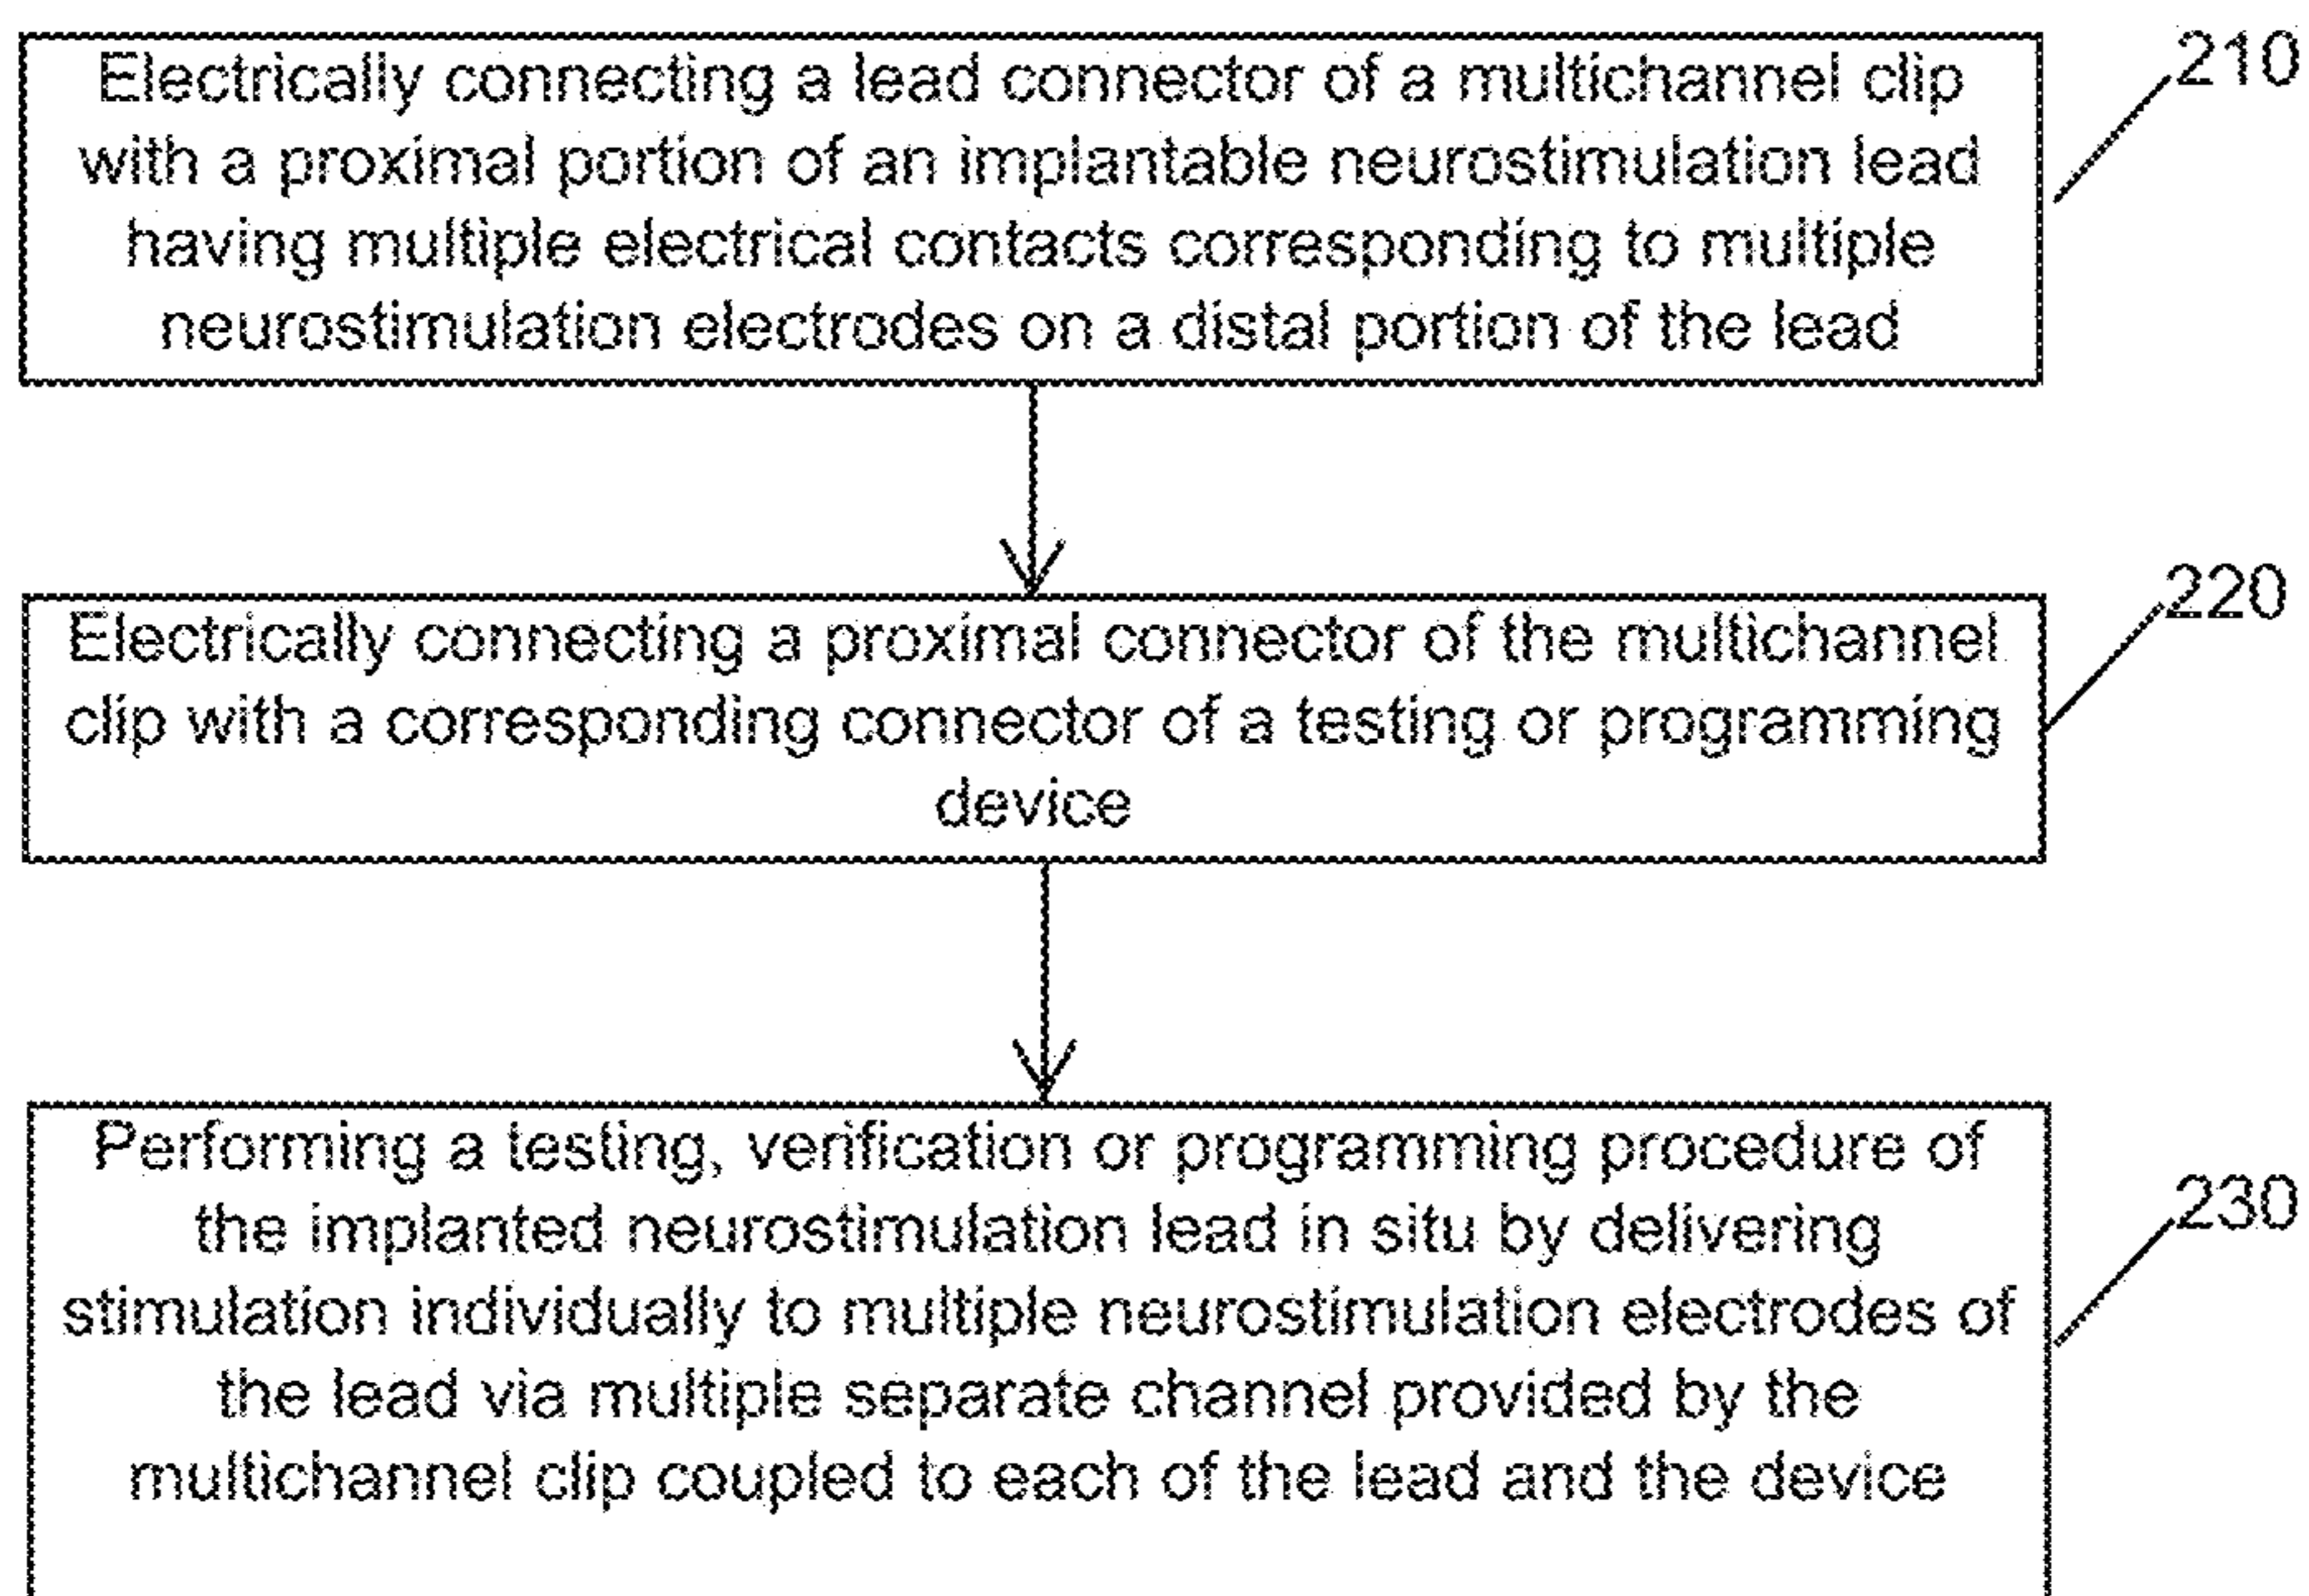 Electrically connecting a lead connector of a multichannel clip
with a proximal portion of an implantable neurostimulation lead
having multiple electrical contacts corresponding to multiple
neurostimulation electrodes on a distal portion of the lead
210
Electrically connecting a proximal connector of the multichannel
clip with a corresponding connector of a testing or programming
device
220
Performing a testing, verification or programming procedure of
the implanted neurostimulation lead in situ by delivering
stimulation individually to multiple neurostimulation electrodes of
the lead via multiple separate channel provided by the
multichannel clip coupled to each of the lead and the device
230